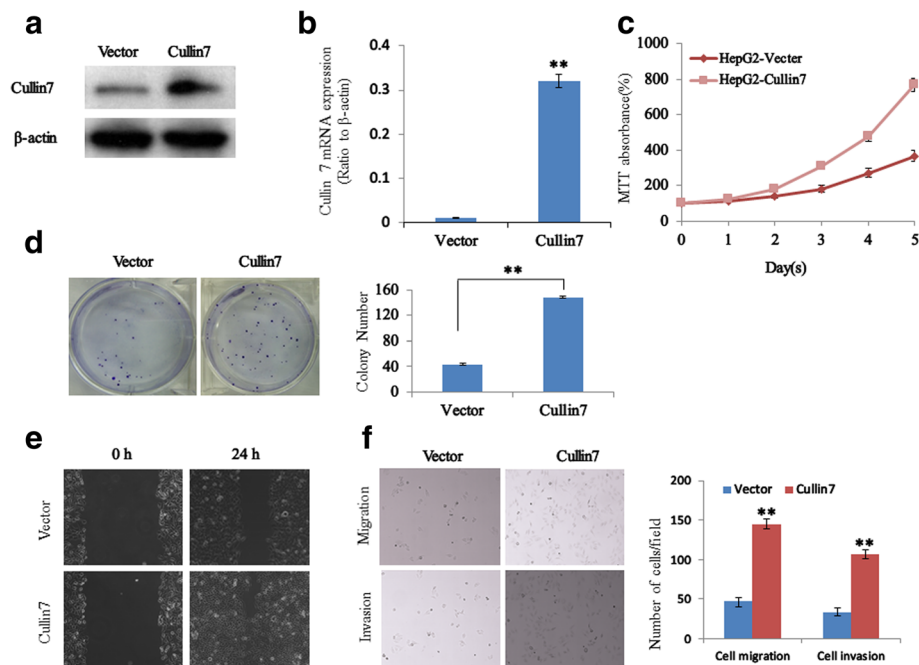 a
Vector Cullin7
Cullin7
β-actin
b
Cullin 7 mRNA expression
(Ratio to β-actin)
0.4
0.3
0.2
0.1
0
**
Vector Cullin7
c
MTT absorbance(%)
1000
800
600
400
200
0
HepG2-Vecter
HepG2-Cullin7
0 1 2 3 4 5
Day(s)
d
Vector Cullin7
Colony Number
160
120
80
40
0
**
Vector Cullin7
e
0 h 24 h
Vector
Cullin7
f
Vector Cullin7
Migration
Invasion
Number of cells/field
200
150
100
50
0
Vector Cullin7
**
**
Cell migration Cell invasion